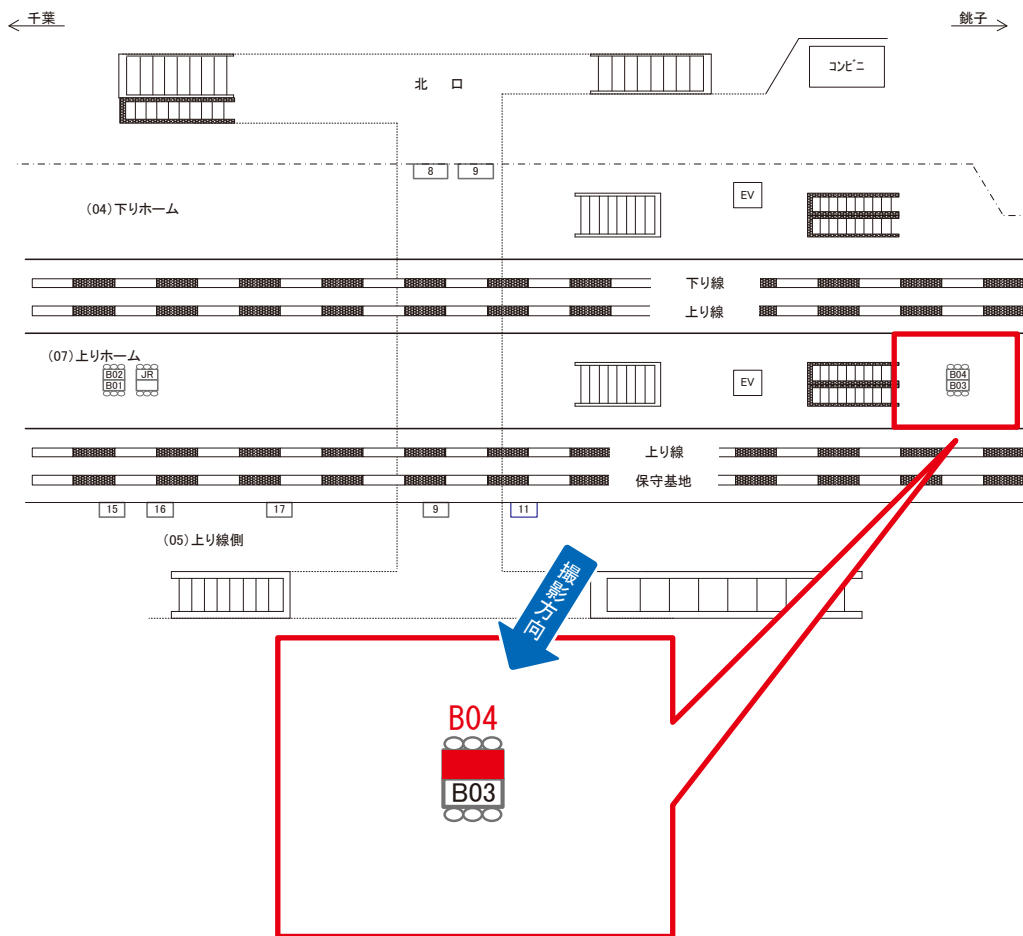 千葉
銚子
コンビニ
北 口
8
9
EV
(04)下りホーム
下り線
上り線
(07)上りホーム
B02
B01
JR
EV
B04
B03
上り線
保守基地
15
16
17
9
11
(05)上り線側
撮影方向
B04
B03